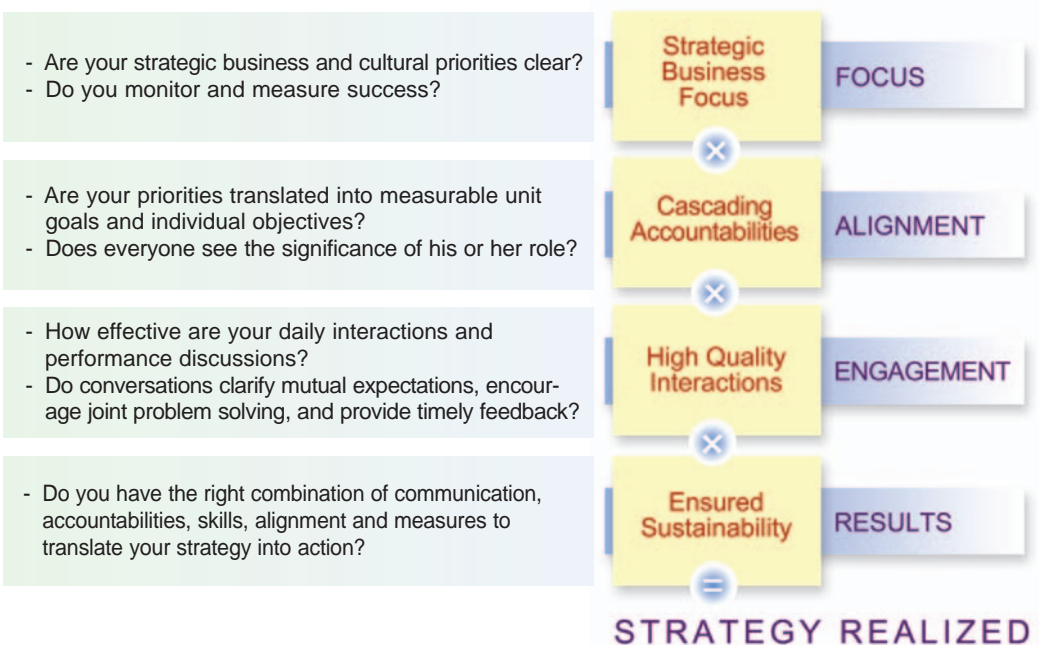 - Are your strategic business and cultural priorities clear?
- Do you monitor and measure success?
Strategic
Business
Focus
FOCUS
×
- Are your priorities translated into measurable unit
goals and individual objectives?
- Does everyone see the significance of his or her role?
Cascading
Accountabilities
ALIGNMENT
×
- How effective are your daily interactions and
performance discussions?
- Do conversations clarify mutual expectations, encour-
age joint problem solving, and provide timely feedback?
High Quality
Interactions
ENGAGEMENT
×
- Do you have the right combination of communication,
accountabilities, skills, alignment and measures to
translate your strategy into action?
Ensured
Sustainability
RESULTS
=
STRATEGY REALIZED